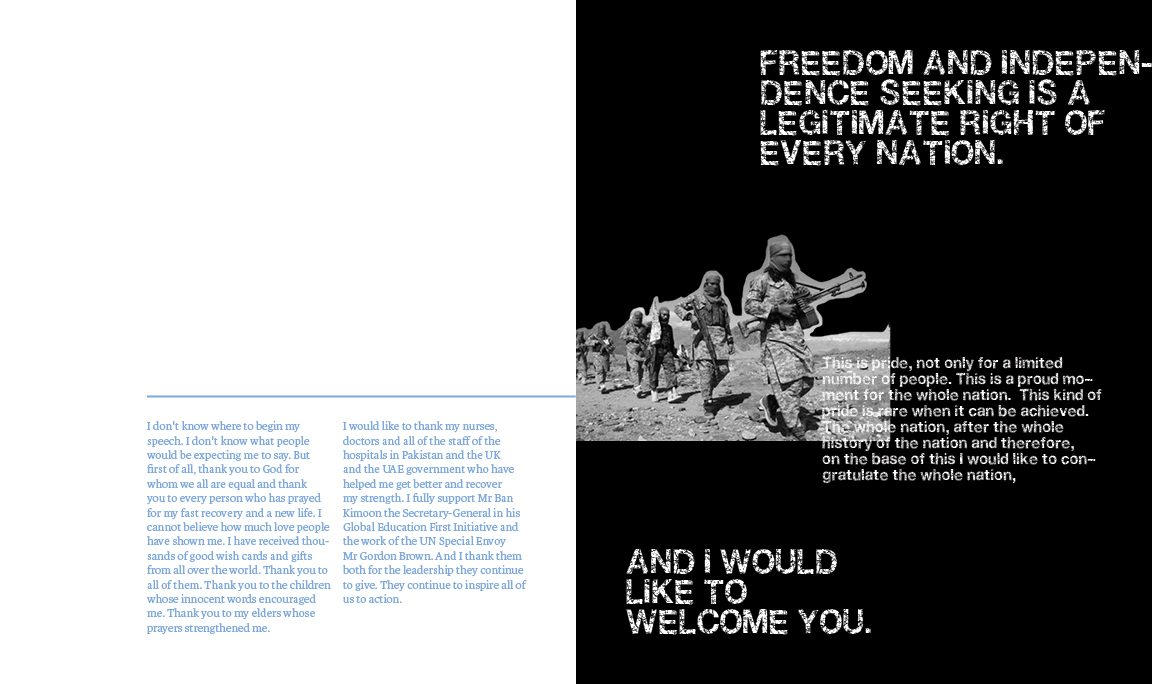 I don't know where to begin my
speech. I don't know what people
would be expecting me to say. But
first of all, thank you to God for
whom we all are equal and thank
you to every person who has prayed
for my fast recovery and a new life. I
cannot believe how much love people
have shown me. I have received thou-
sands of good wish cards and gifts
from all over the world. Thank you to
all of them. Thank you to the children
whose innocent words encouraged
me. Thank you to my elders whose
prayers strengthened me.
I would like to thank my nurses,
doctors and all of the staff of the
hospitals in Pakistan and the UK
and the UAE government who have
helped me get better and recover
my strength. I fully support Mr Ban
Kimoon the Secretary-General in his
Global Education First Initiative and
the work of the UN Special Envoy
Mr Gordon Brown. And I thank them
both for the leadership they continue
to give. They continue to inspire all of
us to action.
FREEDOM AND iNDEPEN-
DENCE SEEKiNG iS A
LEGiTiMATE RiGHT OF
EVERY NATiON.
This is pride, not only for a limited
number of people. This is a proud mo-
ment for the whole nation. This kind of
pride is rare when it can be achieved.
The whole nation, after the whole
history of the nation and therefore,
on the base of this i would like to con-
gratulate the whole nation,
AND i WOULD
LiKE TO
WELCOME YOU.